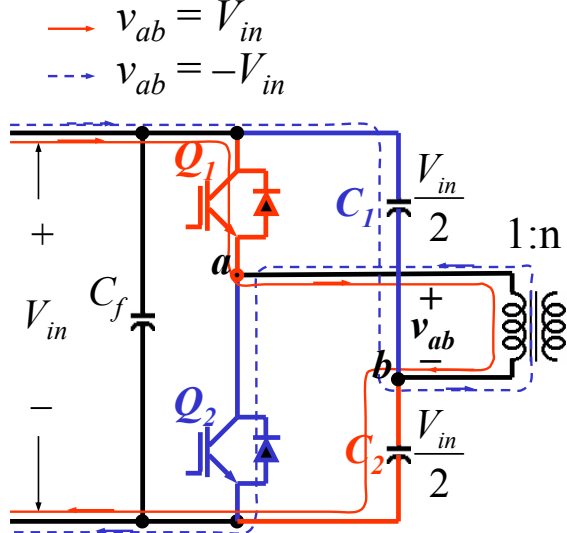 v_ab = V_in
v_ab = −V_in
Q_1
C_1
V_in
2
1:n
a
+
+
C_f
V_in
v_ab
−
b
−
Q_2
C_2
V_in
2